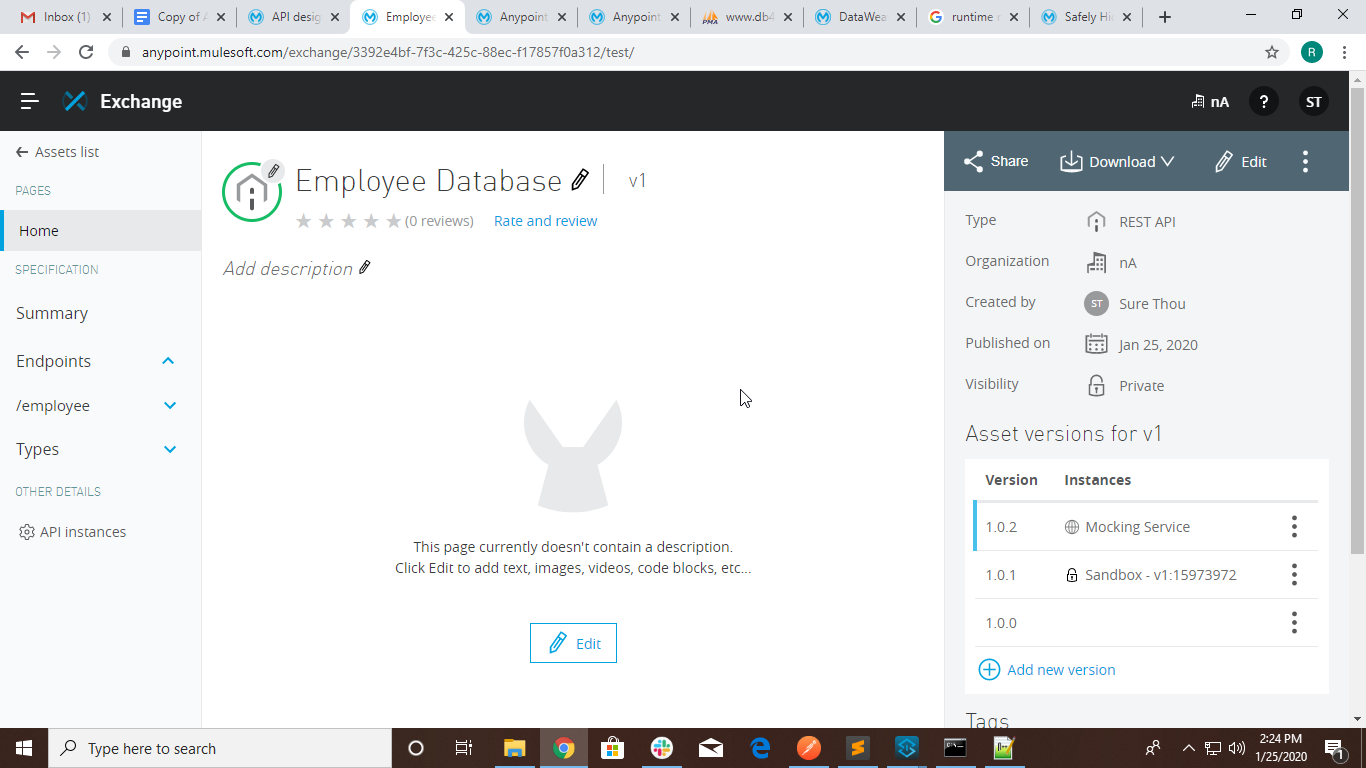 Inbox (1)
Copy of A
API desig
Employee
Anypoint
Anypoint
www.db4
DataWea
runtime r
Safely Hi
anypoint.mulesoft.com/exchange/3392e4bf-7f3c-425c-88ec-f17857f0a312/test/
R
Exchange
nA
?
ST
Assets list
PAGES
Home
SPECIFICATION
Summary
Endpoints
/employee
Types
OTHER DETAILS
API instances
Employee Database
v1
(0 reviews)
Rate and review
Add description
This page currently doesn't contain a description.
Click Edit to add text, images, videos, code blocks, etc...
Edit
Share
Download
Edit
Type
REST API
Organization
nA
Created by
ST
Sure Thou
Published on
Jan 25, 2020
Visibility
Private
Asset versions for v1
Version Instances
1.0.2 Mocking Service
1.0.1 Sandbox - v1:15973972
1.0.0
Add new version
Tags
Type here to search
2:24 PM
1/25/2020
1